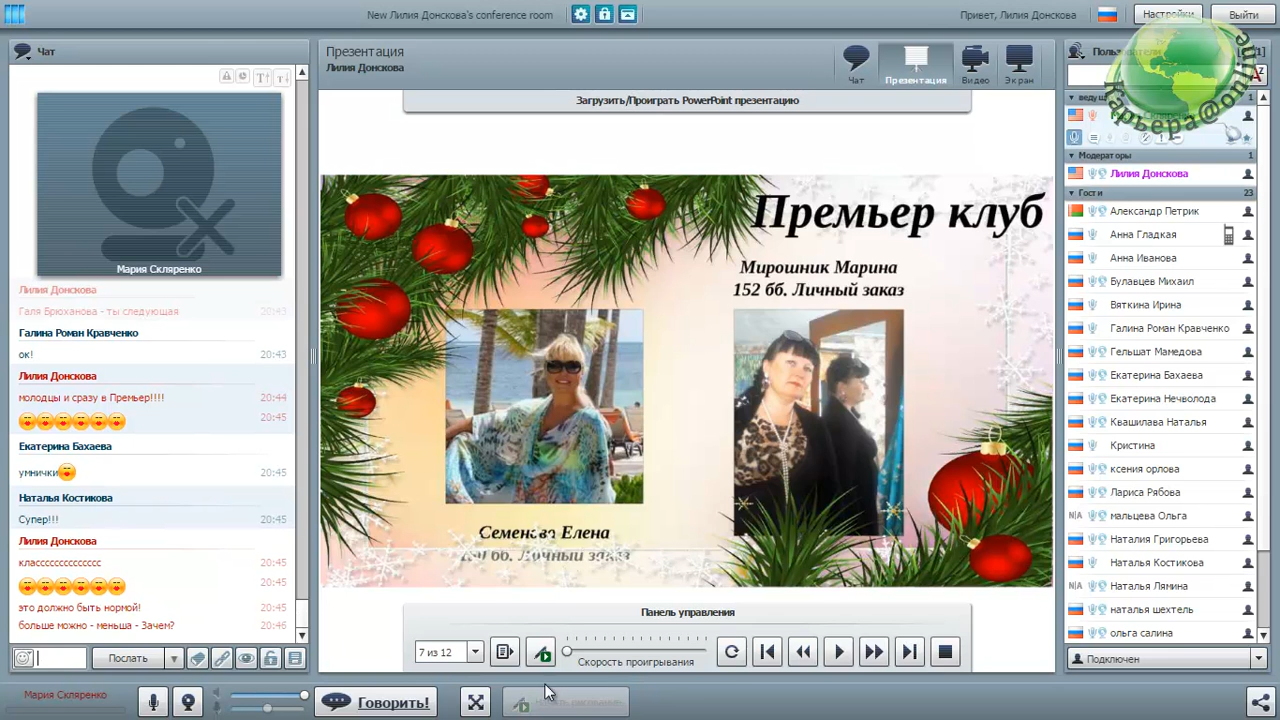 New Лилия Донскова's conference room
Привет, Лилия Донскова
Настройки
Выйти
Чат
Мария Скляренко
Лилия Донскова
Галя Брюханова - ты следующая 20:43
Галина Роман Кравченко
ок! 20:43
Лилия Донскова
молодцы и сразу в Премьер!!!! 20:44
20:45
Екатерина Бахаева
умнички 20:45
Наталья Костикова
Супер!!! 20:45
Лилия Донскова
класссссссссссссс 20:45
20:45
это должно быть нормой! 20:45
больше можно - меньше - Зачем? 20:46
Послать
Презентация
Лилия Донскова
Чат
Презентация
Видео
Экран
Загрузить/Проиграть PowerPoint презентацию
Премьер клуб
Мирошник Марина
152 бб. Личный заказ
Семенова Елена
бб. Личный заказ
Панель управления
7 из 12
Скорость проигрывания
карьера@online
Модераторы 1
Лилия Донскова
Гости 23
Александр Петрик
Анна Гладкая
Анна Иванова
Булавцев Михаил
Вяткина Ирина
Галина Роман Кравченко
Гельшат Мамедова
Екатерина Бахаева
Екатерина Нечволода
Квашилава Наталья
Кристина
ксения орлова
Лариса Рябова
N/A мальцева Ольга
Наталия Григорьева
Наталья Костикова
N/A Наталья Лямина
наталья шехтель
ольга салина
Подключен
Мария Скляренко
Говорить!